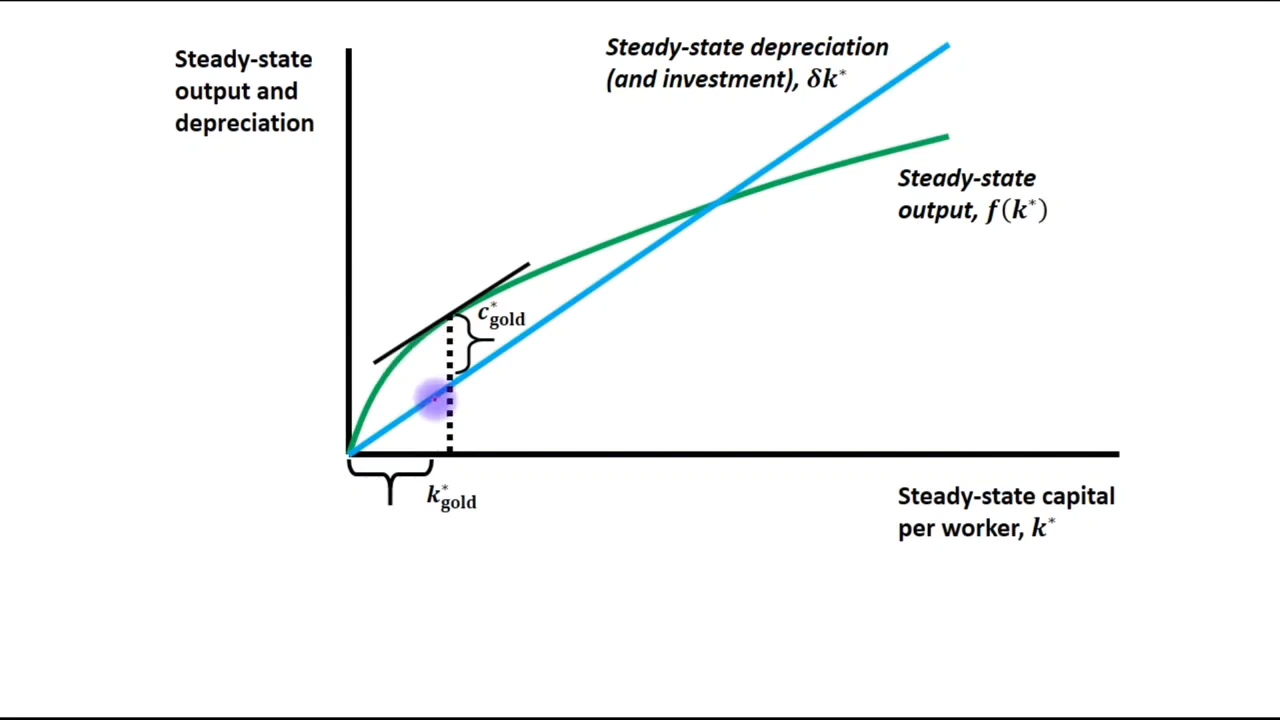 Steady-state
output and
depreciation
Steady-state depreciation
(and investment), δk*
Steady-state
output, f(k*)
c*gold
k*gold
Steady-state capital
per worker, k*